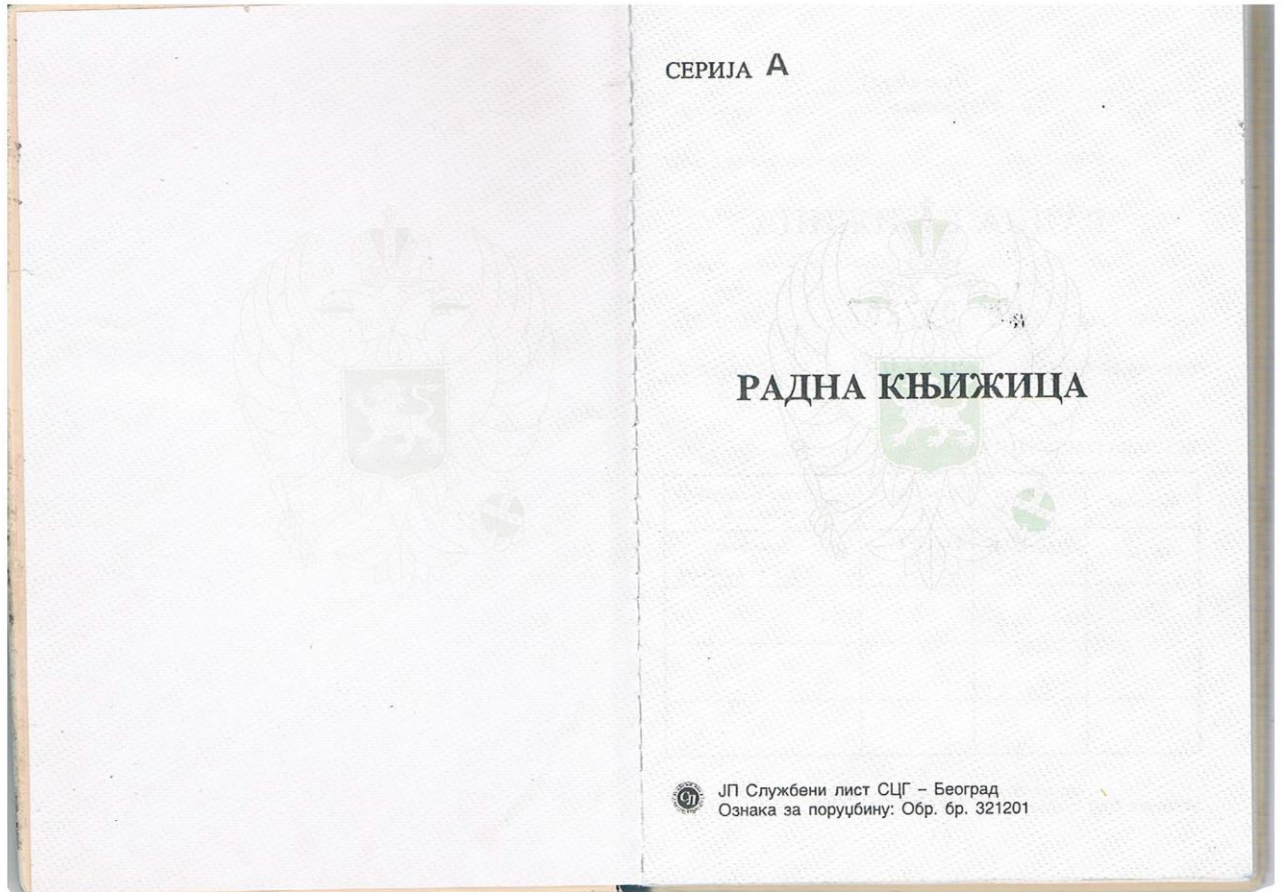 СЕРИЈА А
РАДНА КЊИЖИЦА
ЈП Службени лист СЦГ – Београд
Ознака за поруџбину: Обр. бр. 321201